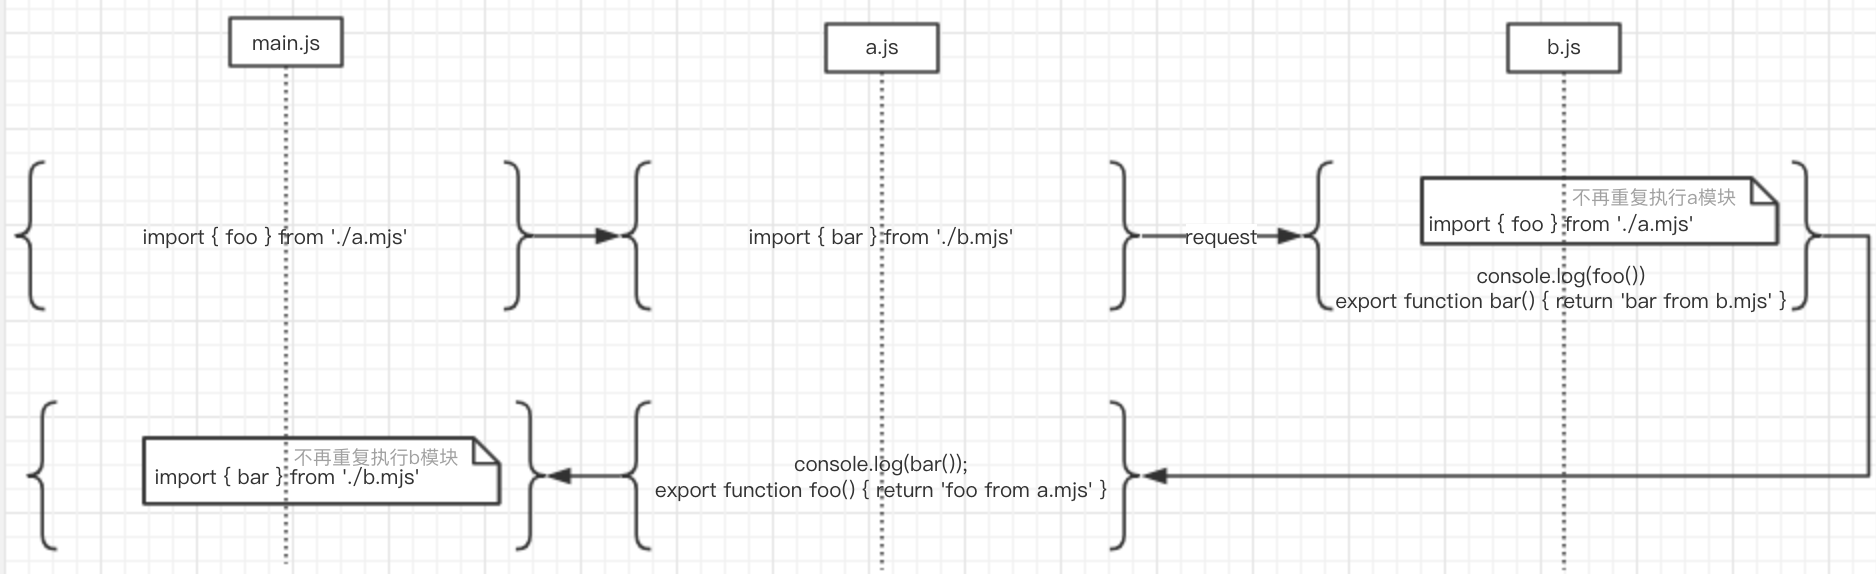 main.js
a.js
b.js
import { foo } from './a.mjs'
import { bar } from './b.mjs'
request
不再重复执行a模块
import { foo } from './a.mjs'
console.log(foo())
export function bar() { return 'bar from b.mjs' }
不再重复执行b模块
import { bar } from './b.mjs'
console.log(bar());
export function foo() { return 'foo from a.mjs' }